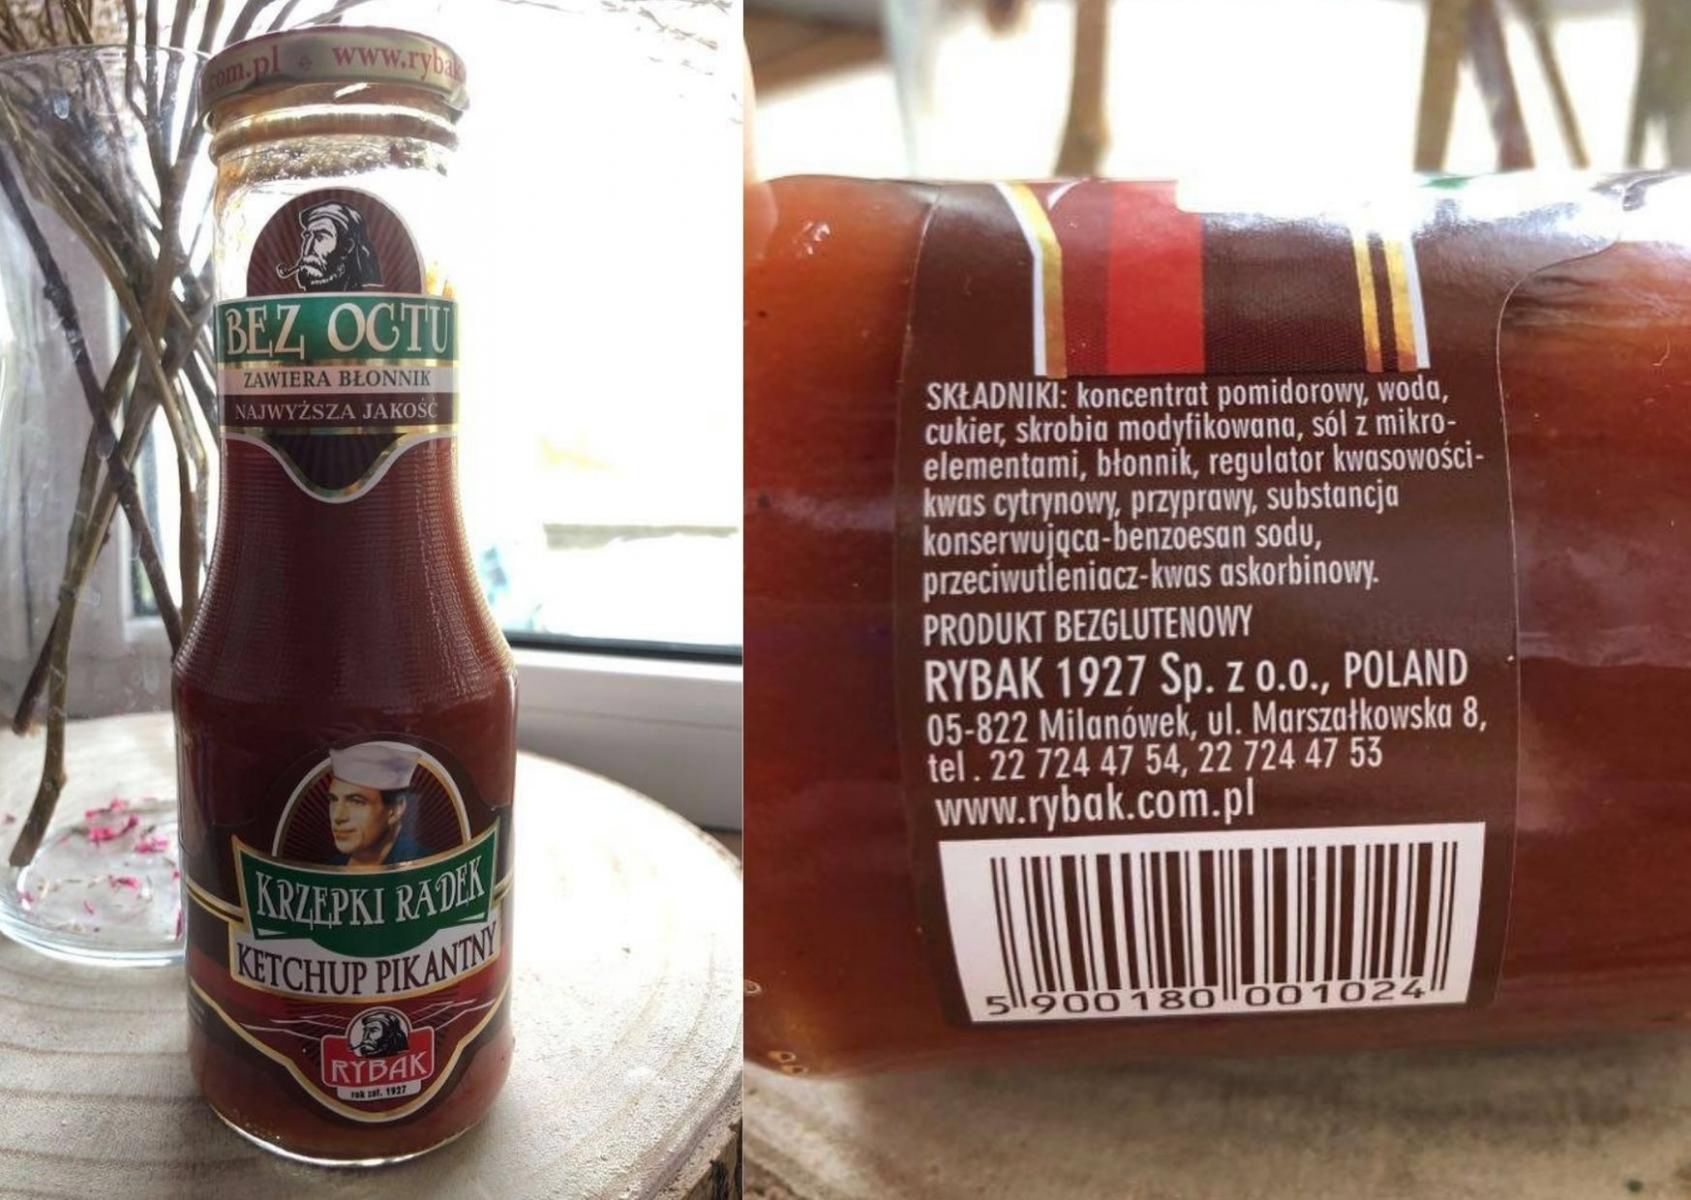 com.pl www.rybak
BEZ OCTU
ZAWIERA BŁONNIK
NAJWYŻSZA JAKOŚĆ
KRZEPKI RADEK
KETCHUP PIKANTNY
RYBAK
rok zał. 1927
SKŁADNIKI: koncentrat pomidorowy, woda,
cukier, skrobia modyfikowana, sól z mikro-
elementami, błonnik, regulator kwasowości-
kwas cytrynowy, przyprawy, substancja
konserwująca-benzoesan sodu,
przeciwutleniacz-kwas askorbinowy.
PRODUKT BEZGLUTENOWY
RYBAK 1927 Sp. z o.o., POLAND
05-822 Milanówek, ul. Marszałkowska 8,
tel. 22 724 47 54, 22 724 47 53
www.rybak.com.pl
5 900180 001024